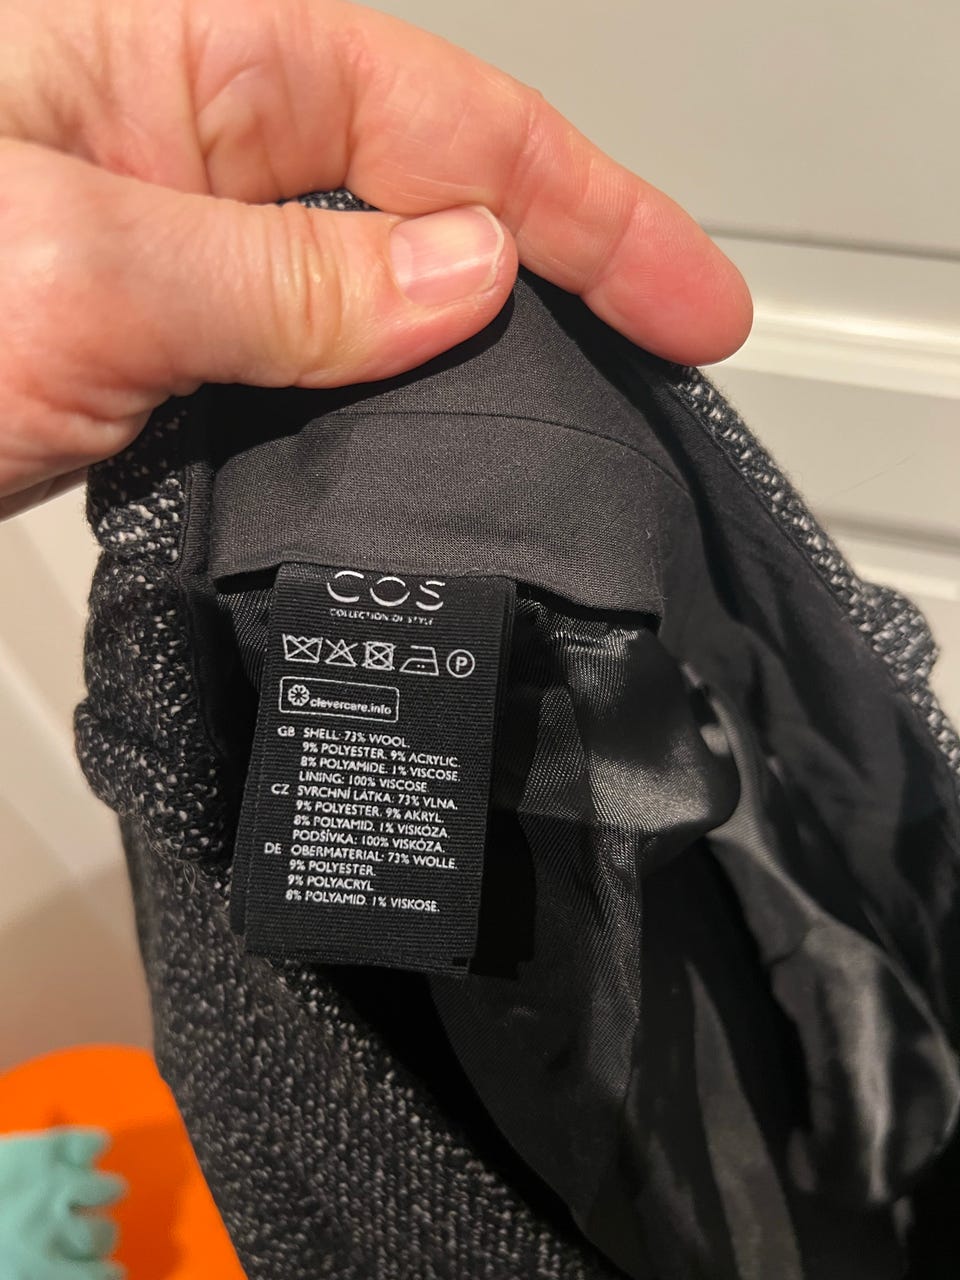 COS
COLLECTION OF STYLE
P
clevercare.info
GB SHELL: 73% WOOL.
9% POLYESTER. 9% ACRYLIC.
8% POLYAMIDE. 1% VISCOSE.
LINING: 100% VISCOSE
CZ SVRCHNÍ LÁTKA: 73% VLNA.
9% POLYESTER. 9% AKRYL.
8% POLYAMID. 1% VISKÓZA.
PODŠÍVKA: 100% VISKÓZA.
DE OBERMATERIAL: 73% WOLLE.
9% POLYESTER.
9% POLYACRYL
8% POLYAMID. 1% VISKOSE.